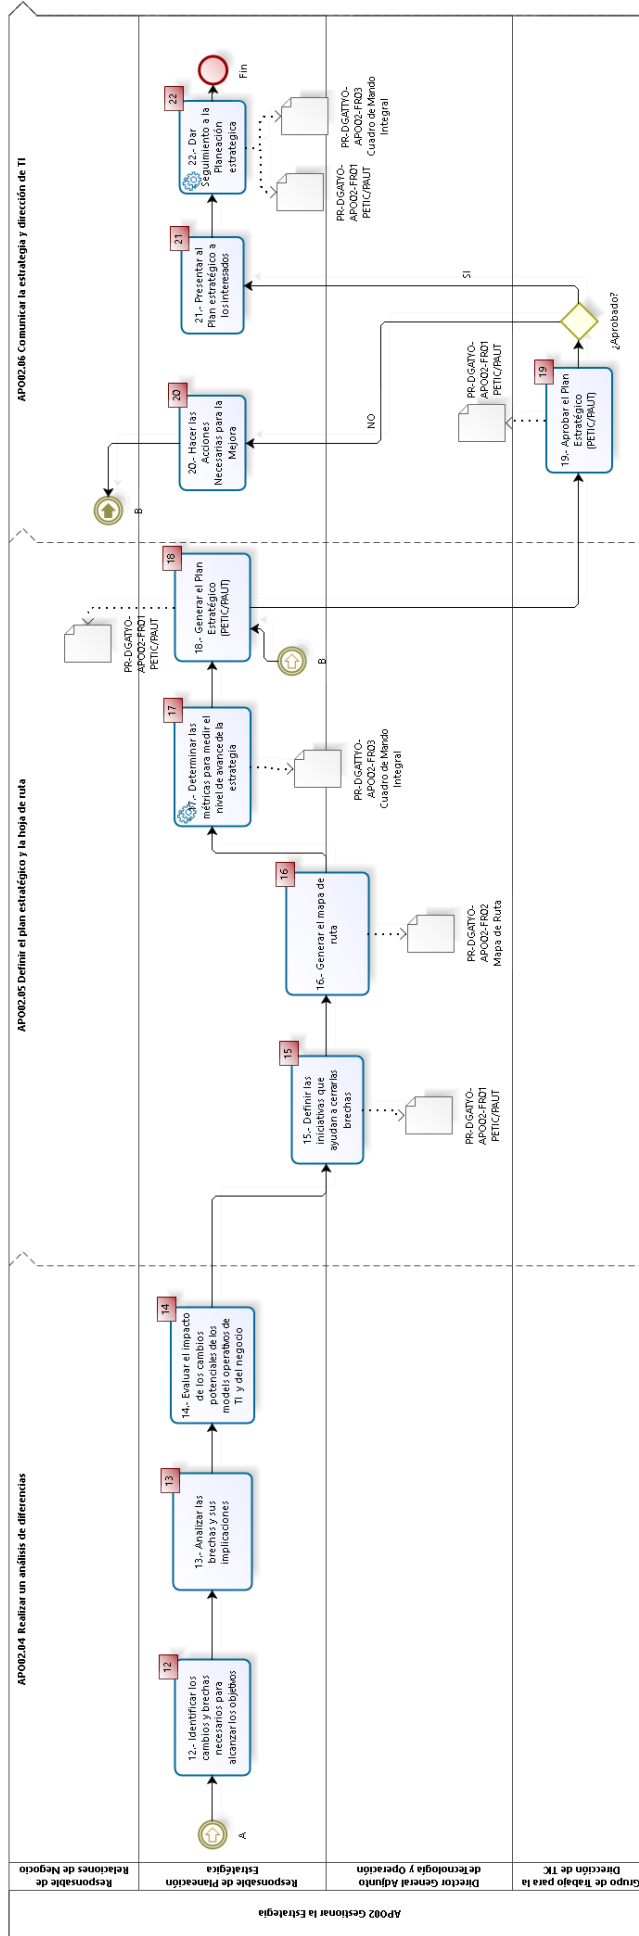 APO02 Gestionar la Estrategia
Responsable de
Relaciones de Negocio
Responsable de Planeación
Estratégica
Director General Adjunto
deTecnología y Operación
Grupo de Trabajo para la
Dirección de TIC
APO02.04 Realizar un análisis de diferencias
A
12
12.- Identificar los
cambios y brechas
necesarios para
alcanzar los objetivos
13
13.- Analizar las
brechas y sus
implicaciones
14
14.- Evaluar el impacto
de los cambios
potenciales de los
models operativos de
TI y del negocio
APO02.05 Definir el plan estratégico y la hoja de ruta
15
15.- Definir las
iniciativas que
ayudan a cerrar las
brechas
PR-DGATYO-
APO02-FR01
PETIC/PAUT
16
16.- Generar el mapa de
ruta
PR-DGATYO-
APO02-FR02
Mapa de Ruta
17
17.- Determinar las
métricas para medir el
nivel de avance de la
estrategia
PR-DGATTYO-
APO02-FR03
Cuadro de Mando
Integral
18
18.- Generar el Plan
Estratégico
(PETIC/PAUT)
PR-DGATYO-
APO02-FR01
PETIC/PAUT
B
APO02.06 Comunicar la estrategia y dirección de TI
B
20
20.- Hacer las
Acciones
Necesarias para la
Mejora
NO
19
19.- Aprobar el Plan
Estratégico
(PETIC/PAUT)
PR-DGATYO-
APO02-FR01
PETIC/PAUT
¿Aprobado?
SI
21
21.- Presentar al
Plan estratégico a
los interesados
22
22.- Dar
Seguimiento a la
Planeación
estrategica
PR-DGATTYO-
APO02-FR01
PETIC/PAUT
PR-DGATTYO-
APO02-FR03
Cuadro de Mando
Integral
Fin